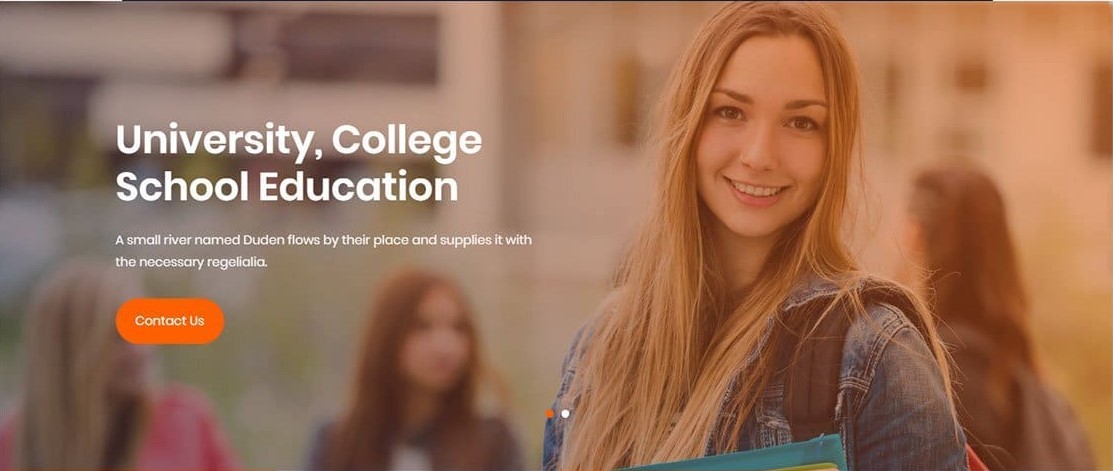 University, College
School Education
A small river named Duden flows by their place and supplies it with
the necessary regelialia.
Contact Us